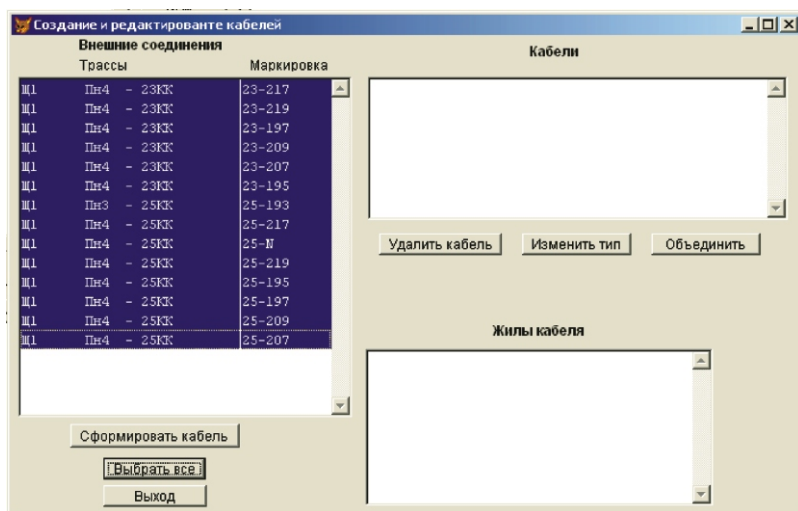 Создание и редактированте кабелей
Внешние соединения
Трассы Маркировка
Щ1 Пн4 - 23КК 23-217
Щ1 Пн4 - 23КК 23-219
Щ1 Пн4 - 23КК 23-197
Щ1 Пн4 - 23КК 23-209
Щ1 Пн4 - 23КК 23-207
Щ1 Пн4 - 23КК 23-195
Щ1 Пн3 - 25КК 25-193
Щ1 Пн4 - 25КК 25-217
Щ1 Пн4 - 25КК 25-N
Щ1 Пн4 - 25КК 25-219
Щ1 Пн4 - 25КК 25-195
Щ1 Пн4 - 25КК 25-197
Щ1 Пн4 - 25КК 25-209
Щ1 Пн4 - 25КК 25-207
Сформировать кабель
Выбрать все
Выход
Кабели
Удалить кабель Изменить тип Объединить
Жилы кабеля